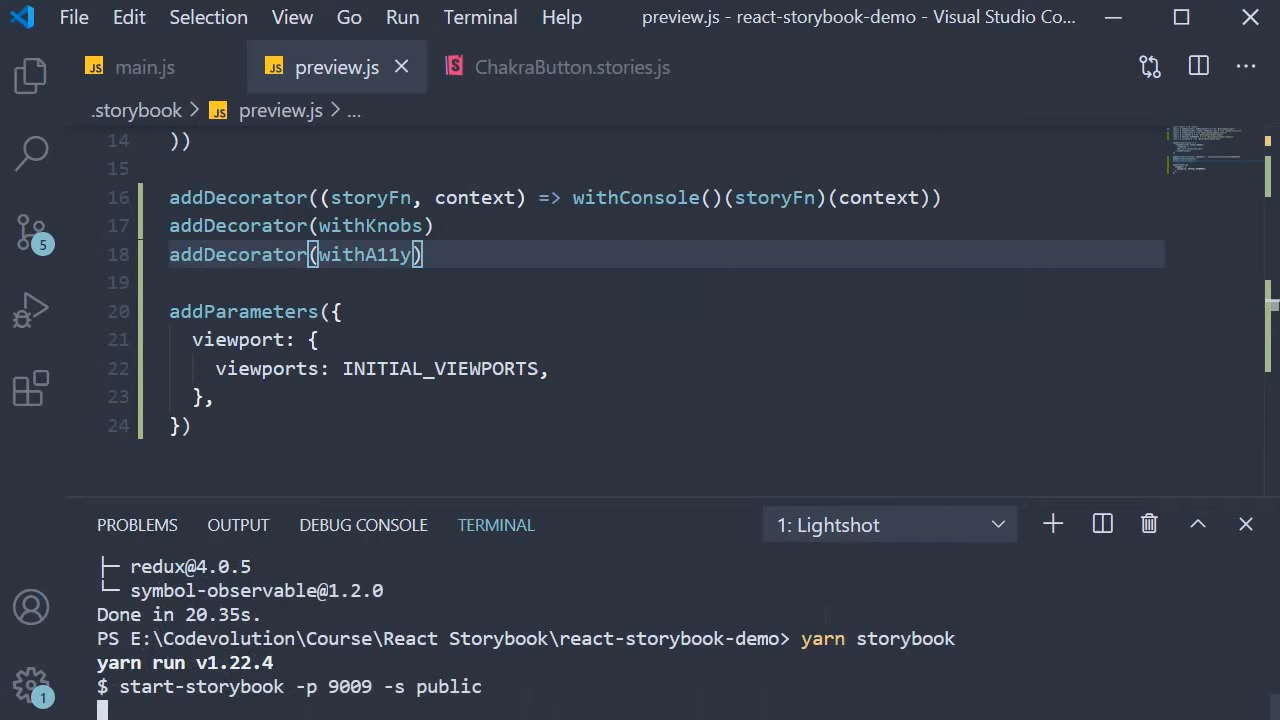 File Edit Selection View Go Run Terminal Help preview.js - react-storybook-demo - Visual Studio Co...
JS main.js JS preview.js ChakraButton.stories.js
.storybook > JS preview.js > ...
14 ))
15
16 addDecorator((storyFn, context) => withConsole()(storyFn)(context))
17 addDecorator(withKnobs)
18 addDecorator(withA11y)
19
20 addParameters({
21 viewport: {
22 viewports: INITIAL_VIEWPORTS,
23 },
24 })
5
PROBLEMS OUTPUT DEBUG CONSOLE TERMINAL 1: Lightshot
├─ redux@4.0.5
└─ symbol-observable@1.2.0
Done in 20.35s.
PS E:\Codevolution\Course\React Storybook\react-storybook-demo> yarn storybook
yarn run v1.22.4
$ start-storybook -p 9009 -s public
1